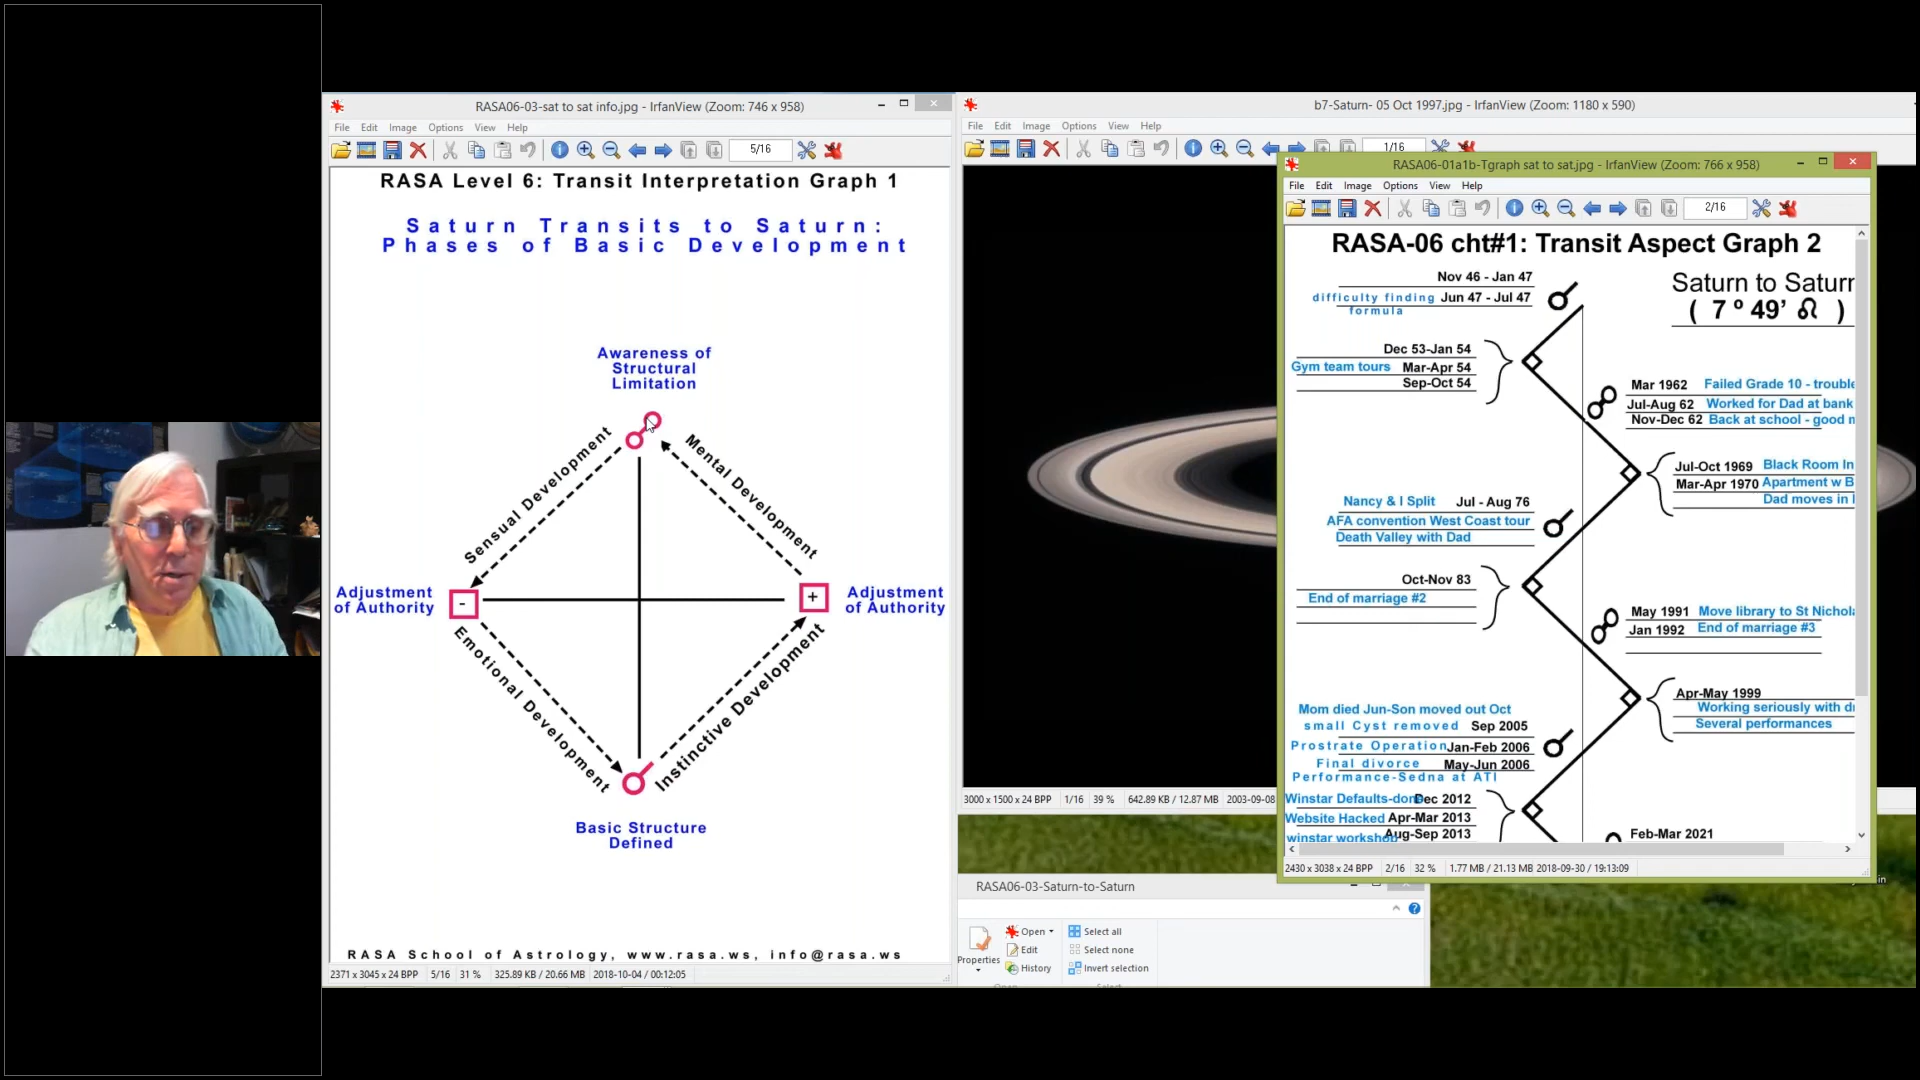 RASA06-03-sat to sat info.jpg - IrfanView (Zoom: 746 x 958)
File Edit Image Options View Help
5/16
RASA Level 6: Transit Interpretation Graph 1
Saturn Transits to Saturn:
Phases of Basic Development
Awareness of
Structural
Limitation
Sensual Development
Mental Development
Adjustment
of Authority
-
+
Adjustment
of Authority
Emotional Development
Instinctive Development
Basic Structure
Defined
RASA School of Astrology, www.rasa.ws, info@rasa.ws
2371 x 3045 x 24 BPP 5/16 31 % 325.89 KB / 20.66 MB 2018-10-04 / 00:12:05
b7-Saturn- 05 Oct 1997.jpg - IrfanView (Zoom: 1180 x 590)
File Edit Image Options View Help
1/16
3000 x 1500 x 24 BPP 1/16 39 % 642.89 KB / 12.87 MB 2003-09-08
RASA06-01a1b-Tgraph sat to sat.jpg - IrfanView (Zoom: 766 x 958)
File Edit Image Options View Help
2/16
RASA-06 cht#1: Transit Aspect Graph 2
Saturn to Saturn
( 7 º 49’ ♌ )
Nov 46 - Jan 47
difficulty finding Jun 47 - Jul 47
formula
Dec 53-Jan 54
Gym team tours Mar-Apr 54
Sep-Oct 54
Mar 1962 Failed Grade 10 - trouble
Jul-Aug 62 Worked for Dad at bank
Nov-Dec 62 Back at school - good
Jul-Oct 1969 Black Room In
Mar-Apr 1970 Apartment w B
Dad moves in
Nancy & I Split Jul - Aug 76
AFA convention West Coast tour
Death Valley with Dad
Oct-Nov 83
End of marriage #2
May 1991 Move library to St Nichol
Jan 1992 End of marriage #3
Apr-May 1999
Working seriously with
Several performances
Mom died Jun-Son moved out Oct
small Cyst removed Sep 2005
Prostrate Operation Jan-Feb 2006
Final divorce May-Jun 2006
Performance-Sedna at ATI
Winstar Defaults-done Dec 2012
Website Hacked Apr-Mar 2013
winstar workshop Aug-Sep 2013
Feb-Mar 2021
2430 x 3038 x 24 BPP 2/16 32 % 1.77 MB / 21.13 MB 2018-09-30 / 19:13:09
RASA06-03-Saturn-to-Saturn
Properties
Open
Edit
History
Select all
Select none
Invert selection